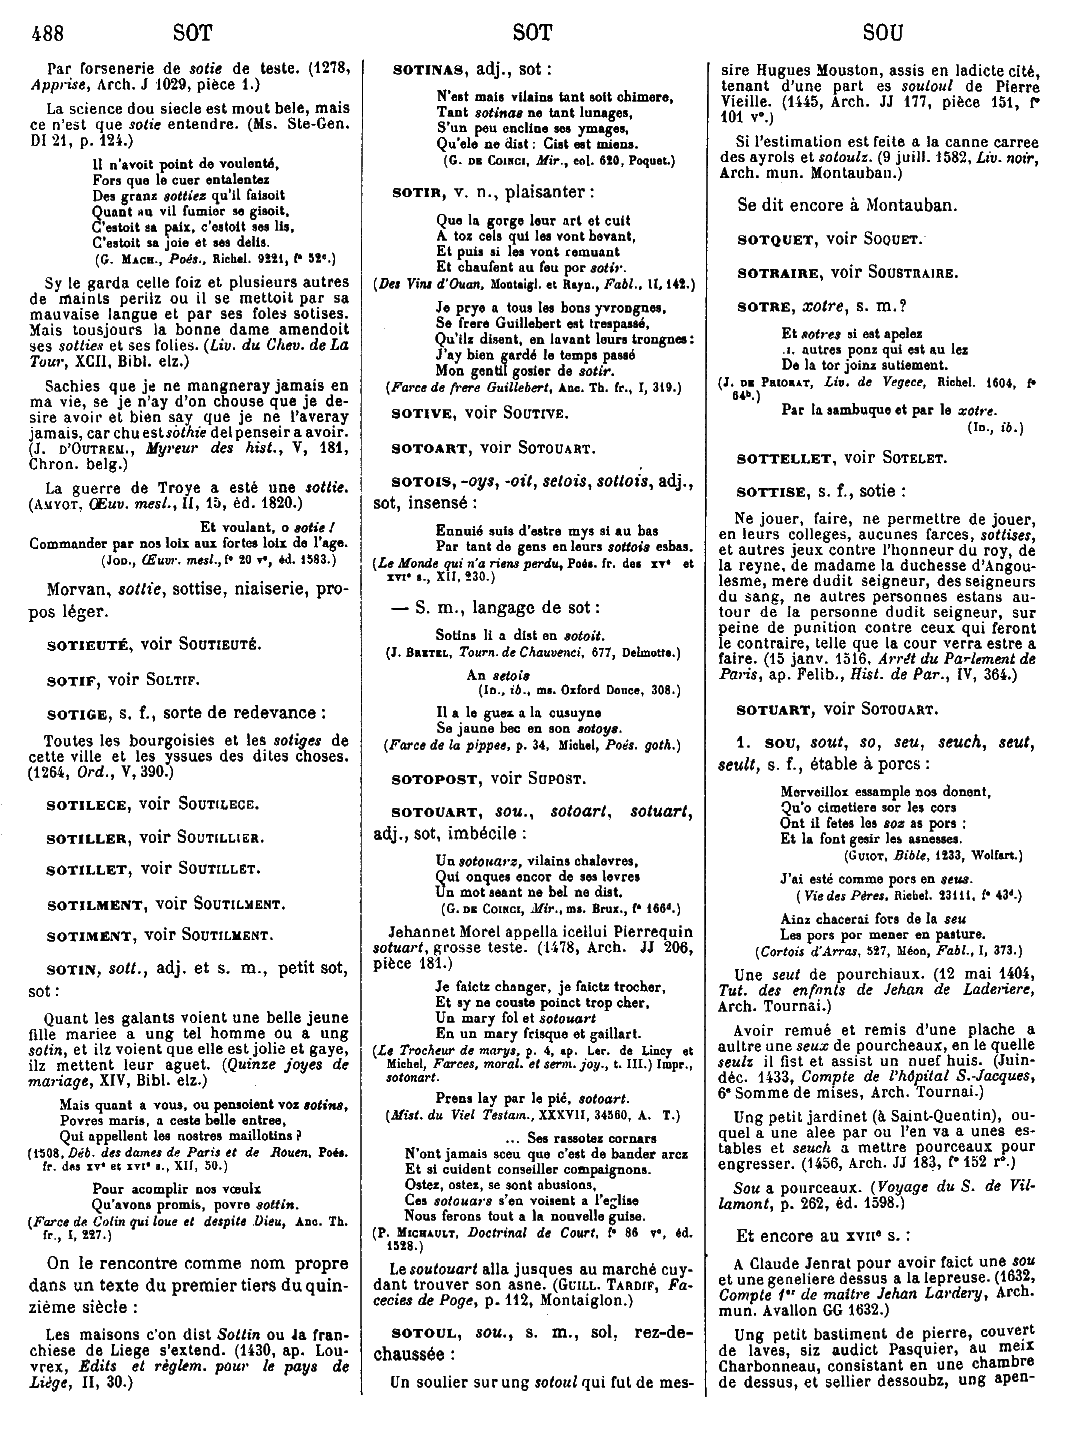 488 SOT SOT SOU
Par forsenerie de sotie de teste. (1278,
Apprise, Arch. J 1029, pièce 1.)
La science dou siecle est mout bele, mais
ce n'est que sotie entendre. (Ms. Ste-Gen.
DI 21, p. 124.)
Il n'avoit point de voulenté,
Fors que le cuer entalentez
Des granz sottiez qu'il faisoit
Quant au vil fumier se gisoit,
C'estoit sa paix, c'estoit ses lis,
C'estoit sa joie et ses delis.
(G. MACH., Poés., Richel. 9221, f° 52ᶜ.)
Sy le garda celle foiz et plusieurs autres
de maints perilz ou il se mettoit par sa
mauvaise langue et par ses foles sotises.
Mais tousjours la bonne dame amendoit
ses sotties et ses folies. (Liv. du Chev. de La
Tour, XCII, Bibl. elz.)
Sachies que je ne mangneray jamais en
ma vie, se je n'ay d'on chouse que je de-
sire avoir et bien say que je ne l'averay
jamais, car chu est sothie del penseir a avoir.
(J. D'OUTREM., Myreur des hist., V, 181,
Chron. belg.)
La guerre de Troye a esté une sottie.
(AMYOT, Œuv. mesl., II, 15, éd. 1820.)
Et voulant, o sotie !
Commander par nos loix aux fortes loix de l'age.
(JOD., Œuvr. mesl., f° 20 v°, éd. 1583.)
Morvan, sottie, sottise, niaiserie, pro-
pos léger.
SOTIEUTÉ, voir SOUTIEUTÉ.
SOTIF, voir SOLTIF.
SOTIGE, s. f., sorte de redevance :
Toutes les bourgoisies et les sotiges de
cette ville et les yssues des dites choses.
(1264, Ord., V, 390.)
SOTILECE, voir SOUTILECE.
SOTILLER, voir SOUTILLIER.
SOTILLET, voir SOUTILLET.
SOTILMENT, voir SOUTILMENT.
SOTIMENT, voir SOUTILMENT.
SOTIN, sott., adj. et s. m., petit sot,
sot :
Quant les galants voient une belle jeune
fille mariee a ung tel homme ou a ung
sotin, et ilz voient que elle est jolie et gaye,
ilz mettent leur aguet. (Quinze joyes de
mariage, XIV, Bibl. elz.)
Mais quant a vous, ou pensoient voz sotins,
Povres maris, a ceste belle entree,
Qui appellent les nostres maillotins ?
(1508, Déb. des dames de Paris et de Rouen, Poés.
fr. des XVᵉ et XVIᵉ s., XII, 50.)
Pour acomplir nos vœulx
Qu'avons promis, povre sottin.
(Farce de Colin qui loue et despite Dieu, Anc. Th.
fr., I, 227.)
On le rencontre comme nom propre
dans un texte du premier tiers du quin-
zième siècle :
Les maisons c'on dist Sottin ou la fran-
chiese de Liege s'extend. (1430, ap. Lou-
vrex, Edits et règlem. pour le pays de
Liège, II, 30.)
SOTINAS, adj., sot :
N'est mais vilains tant soit chimere,
Tant sotinas ne tant lunages,
S'un peu encline ses ymages,
Qu'ele ne dist : Cist est miens.
(G. DE COINCI, Mir., col. 620, Poquet.)
SOTIR, v. n., plaisanter :
Que la gorge leur art et cuit
A toz cels qui les vont bevant,
Et puis si les vont remuant
Et chaufent au feu por sotir.
(Des Vins d'Ouan, Montaigl. et Rayn., Fabl., II, 142.)
Je prye a tous les bons yvrongnes,
Se frere Guillebert est trespassé,
Qu'ilz disent, en lavant leurs trongnes :
J'ay bien gardé le temps passé
Mon gentil gosier de sotir.
(Farce de frere Guillebert, Anc. Th. fr., I, 319.)
SOTIVE, voir SOUTIVE.
SOTOART, voir SOTOUART.
SOTOIS, -oys, -oit, setois, sottois, adj.,
sot, insensé :
Ennuié suis d'estre mys si au bas
Par tant de gens en leurs sottois esbas.
(Le Monde qui n'a riens perdu, Poés. fr. des XVᵉ et
XVIᵉ s., XII, 230.)
— S. m., langage de sot :
Sotins li a dist en sotoit.
(J. BRETEL, Tourn. de Chauvenci, 677, Delmotte.)
An setois
(ID., ib., ms. Oxford Douce, 308.)
Il a le guez a la cusuyne
Se jaune bec en son sotoys.
(Farce de la pippee, p. 34, Michel, Poés. goth.)
SOTOPOST, voir SUPOST.
SOTOUART, sou., sotoart, sotuart,
adj., sot, imbécile :
Un sotouarz, vilains chalevres,
Qui onques encor de ses levres
Un mot seant ne bel ne dist.
(G. DE COINCI, Mir., ms. Brux., f° 166ᵈ.)
Jehannet Morel appella icellui Pierrequin
sotuart, grosse teste. (1478, Arch. JJ 206,
pièce 181.)
Je faictz changer, je faictz trocher,
Et sy ne couste poinct trop cher,
Un mary fol et sotouart
En un mary frisque et gaillart.
(Le Trocheur de marys, p. 4, ap. Ler. de Lincy et
Michel, Farces, moral. et serm. joy., t. III.) Impr.,
sotonart.
Prens lay par le pié, sotoart.
(Mist. du Viel Testam., XXXVII, 34560, A. T.)
... Ses rassotez cornars
N'ont jamais sceu que c'est de bander arcz
Et si cuident conseiller compaignons.
Ostez, ostez, se sont abusions,
Ces sotouars s'en voisent a l'eglise
Nous ferons tout a la nouvelle guise.
(P. MICHAULT, Doctrinal de Court, f° 86 v°, éd.
1528.)
Le soutouart alla jusques au marché cuy-
dant trouver son asne. (GUILL. TARDIF, Fa-
cecies de Poge, p. 112, Montaiglon.)
SOTOUL, sou., s. m., sol, rez-de-
chaussée :
Un soulier sur ung sotoul qui fut de mes-
sire Hugues Mouston, assis en ladicte cité,
tenant d'une part es soutoul de Pierre
Vieille. (1445, Arch. JJ 177, pièce 151, f°
101 v°.)
Si l'estimation est feite a la canne carree
des ayrols et sotoulz. (9 juill. 1582, Liv. noir,
Arch. mun. Montauban.)
Se dit encore à Montauban.
SOTQUET, voir SOQUET.
SOTRAIRE, voir SOUSTRAIRE.
SOTRE, xotre, s. m. ?
Et sotres si est apelez
.I. autres ponz qui est au lez
De la tor joinz sutiement.
(J. DE PRIORAT, Liv. de Vegece, Richel. 1604, f°
64ᵇ.)
Par la sambuque et par le xotre.
(ID., ib.)
SOTTELLET, voir SOTELET.
SOTTISE, s. f., sotie :
Ne jouer, faire, ne permettre de jouer,
en leurs colleges, aucunes farces, sottises,
et autres jeux contre l'honneur du roy, de
la reyne, de madame la duchesse d'Angou-
lesme, mere dudit seigneur, des seigneurs
du sang, ne autres personnes estans au-
tour de la personne dudit seigneur, sur
peine de punition contre ceux qui feront
le contraire, telle que la cour verra estre a
faire. (15 janv. 1516, Arrêt du Parlement de
Paris, ap. Felib., Hist. de Par., IV, 364.)
SOTUART, voir SOTOUART.
1. SOU, sout, so, seu, seuch, seut,
seult, s. f., étable à porcs :
Merveillox essample nos donent,
Qu'o cimetiere sor les cors
Ont il fetes les soz as pors ;
Et la font gesir les asnesses.
(GUIOT, Bible, 1233, Wolfart.)
J'ai esté comme pors en seus.
(Vie des Pères, Richel. 23111, f° 43ᵈ.)
Ainz chacerai fors de la seu
Les pors por mener en pasture.
(Cortois d'Arras, 527, Méon, Fabl., I, 373.)
Une seut de pourchiaux. (12 mai 1404,
Tut. des enfants de Jehan de Laderiere,
Arch. Tournai.)
Avoir remué et remis d'une plache a
aultre une seux de pourcheaux, en le quelle
seulz il fist et assist un nuef huis. (Juin-
déc. 1433, Compte de l'hôpital S.-Jacques,
6ᵉ Somme de mises, Arch. Tournai.)
Ung petit jardinet (à Saint-Quentin), ou-
quel a une alee par ou l'en va a unes es-
tables et seuch a mettre pourceaux pour
engresser. (1456, Arch. JJ 183, f° 152 r°.)
Sou a pourceaux. (Voyage du S. de Vil-
lamont, p. 262, éd. 1598.)
Et encore au XVIIᵉ s. :
A Claude Jenrat pour avoir faict une sou
et une geneliere dessus a la lepreuse. (1632,
Compte 1ᵉʳ de maitre Jehan Lardery, Arch.
mun. Avallon GG 1632.)
Ung petit bastiment de pierre, couvert
de laves, siz audict Pasquier, au meix
Charbonneau, consistant en une chambre
de dessus, et sellier dessoubz, ung apen-